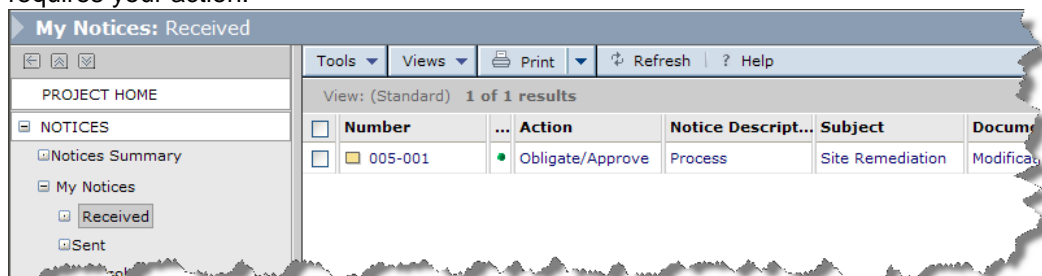 requires your action.
My Notices: Received
Tools Views Print Refresh | ? Help
PROJECT HOME
View: (Standard) 1 of 1 results
NOTICES
Number ... Action Notice Descript... Subject
Notices Summary
005-001 Obligate/Approve Process Site Remediation
My Notices
Received
Sent